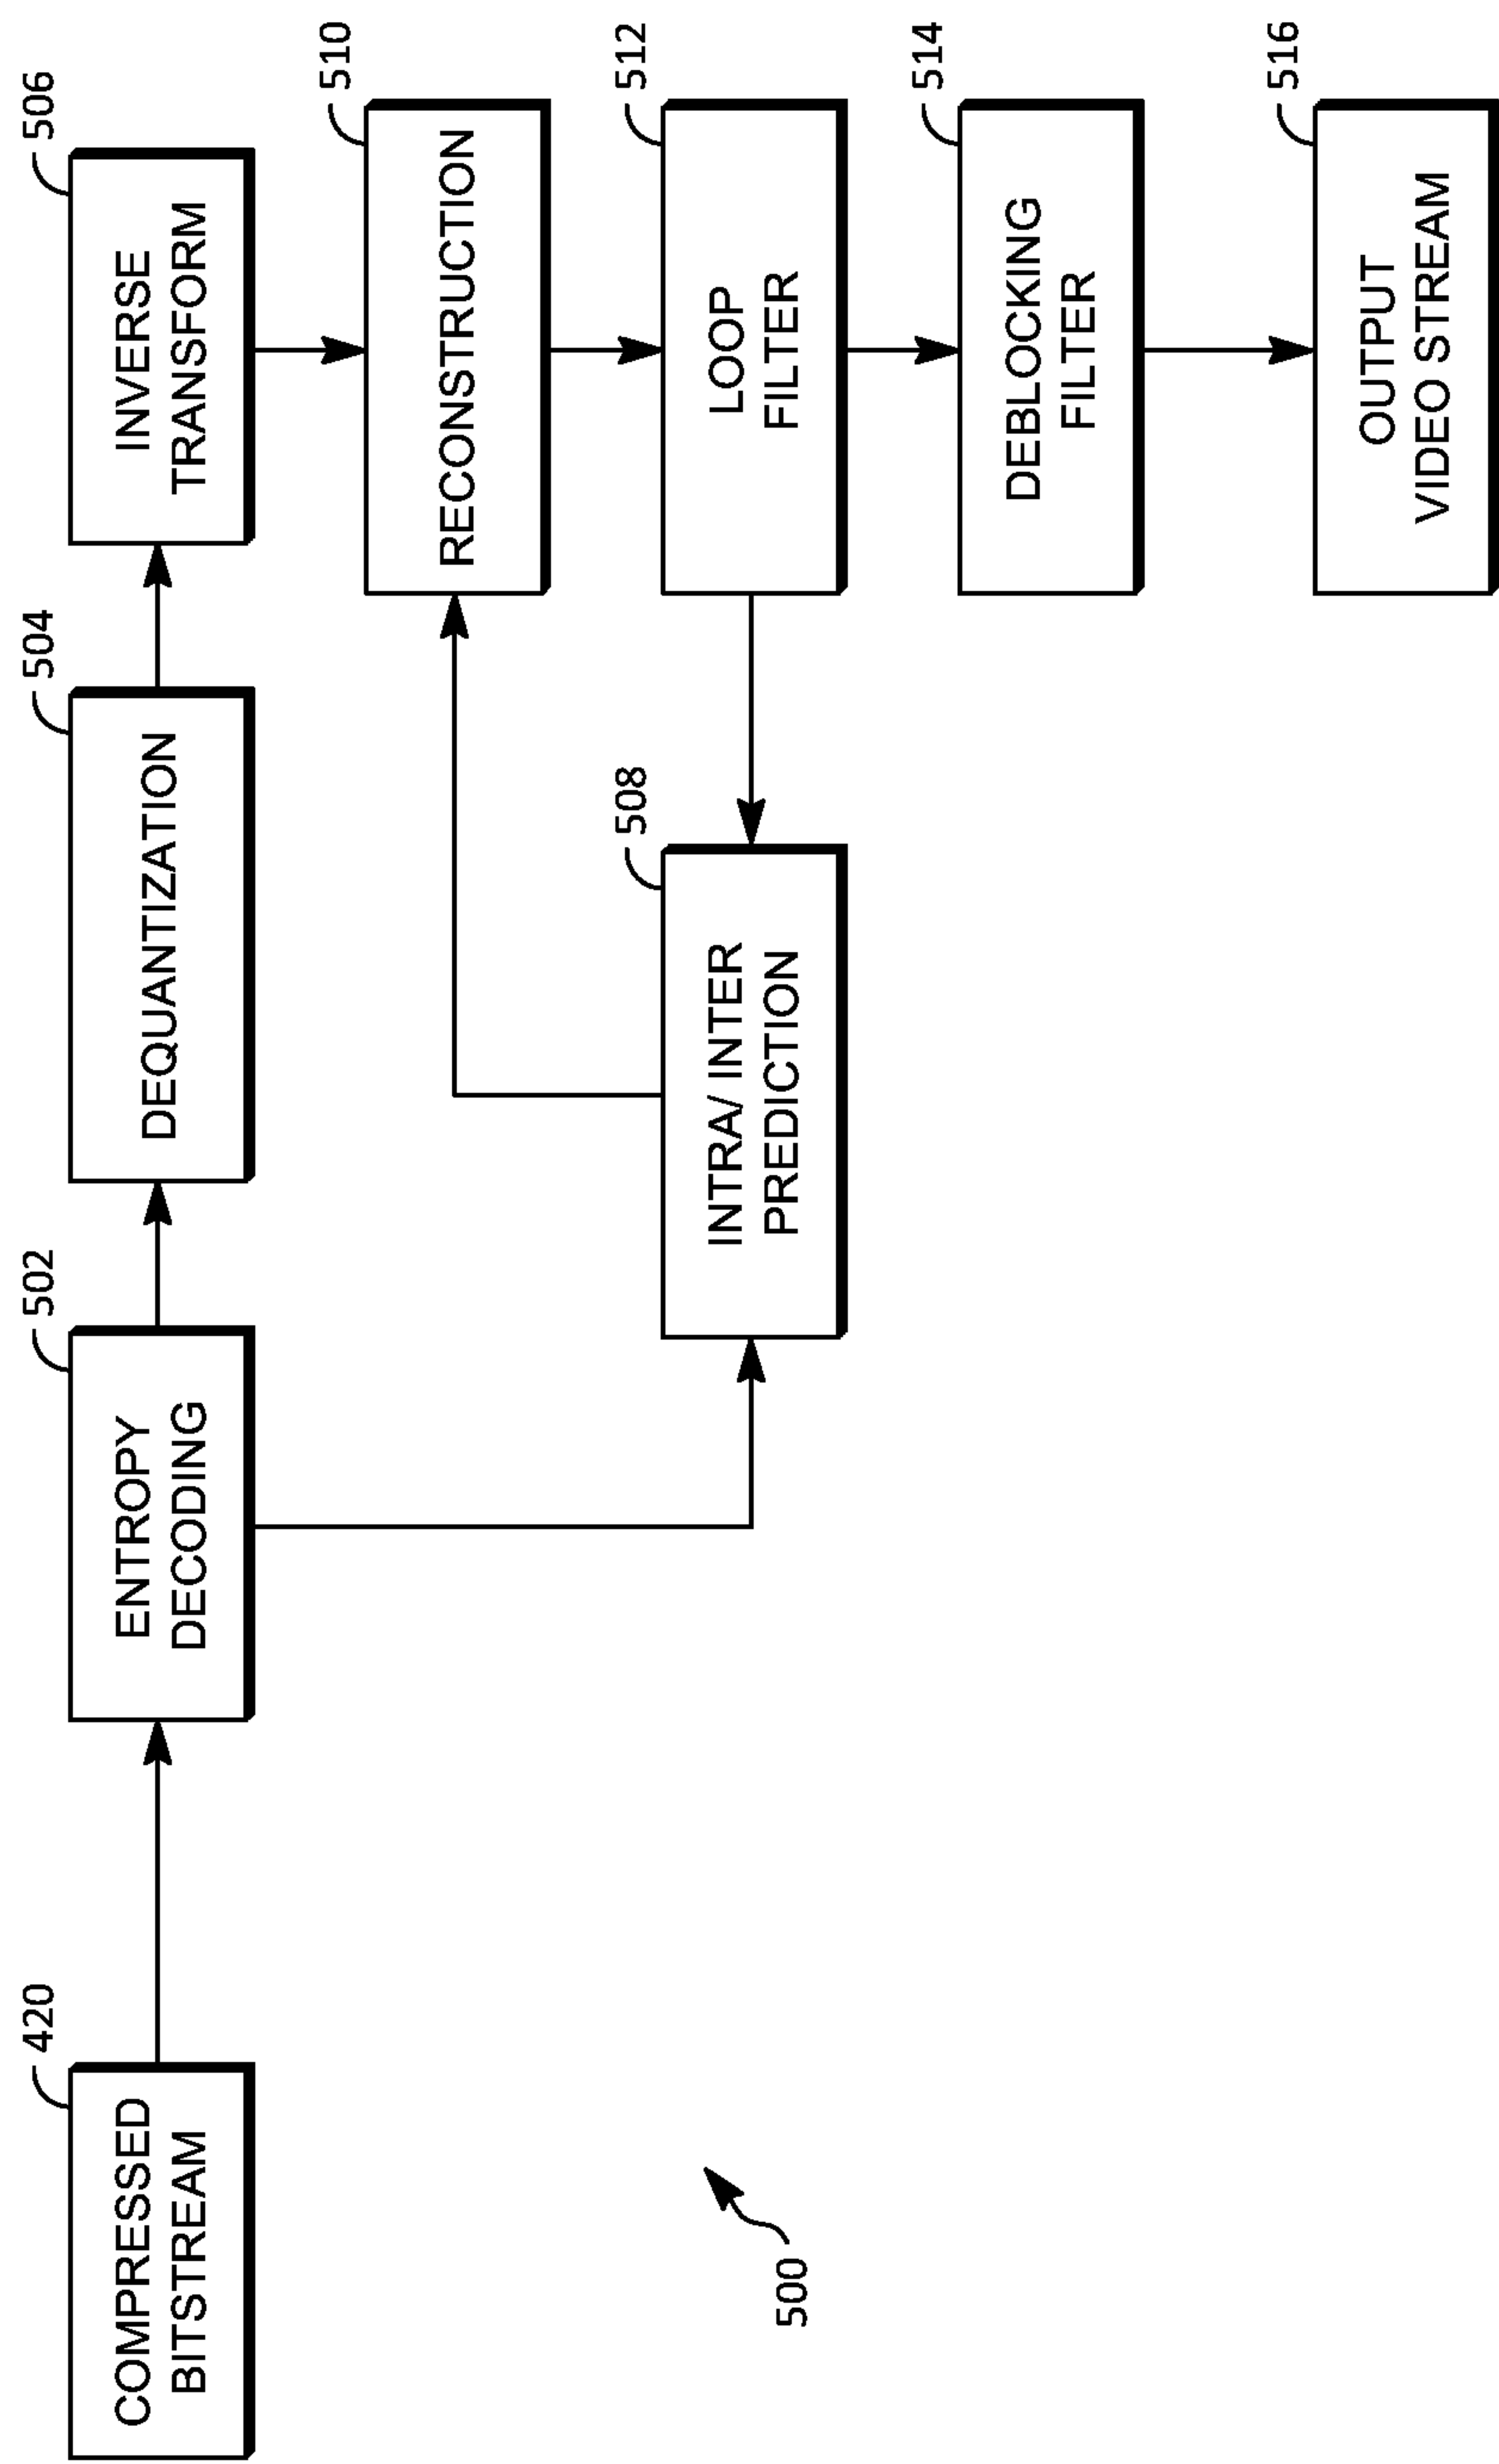 420
COMPRESSED
BITSTREAM
502
ENTROPY
DECODING
504
DEQUANTIZATION
506
INVERSE
TRANSFORM
510
RECONSTRUCTION
508
INTRA/ INTER
PREDICTION
512
LOOP
FILTER
514
DEBLOCKING
FILTER
516
OUTPUT
VIDEO STREAM
500